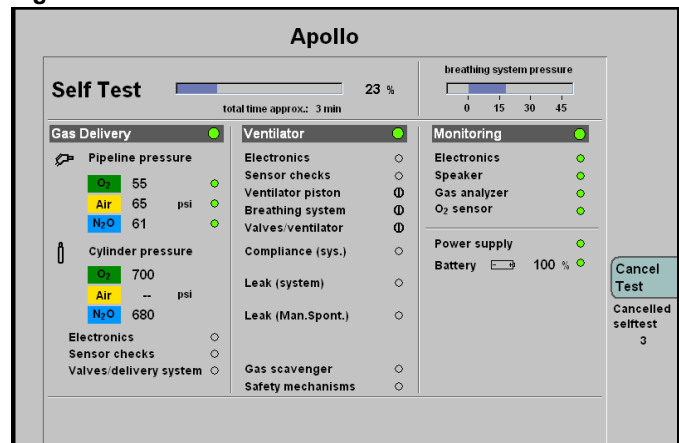 Apollo
Self Test
23 %
total time approx.: 3 min
breathing system pressure
0 15 30 45
Gas Delivery
Pipeline pressure
O₂ 55
Air 65 psi
N₂O 61
Cylinder pressure
O₂ 700
Air -- psi
N₂O 680
Electronics
Sensor checks
Valves/delivery system
Ventilator
Electronics
Sensor checks
Ventilator piston
Breathing system
Valves/ventilator
Compliance (sys.)
Leak (system)
Leak (Man.Spont.)
Gas scavenger
Safety mechanisms
Monitoring
Electronics
Speaker
Gas analyzer
O₂ sensor
Power supply
Battery - + 100 %
Cancel
Test
Cancelled
selftest
3